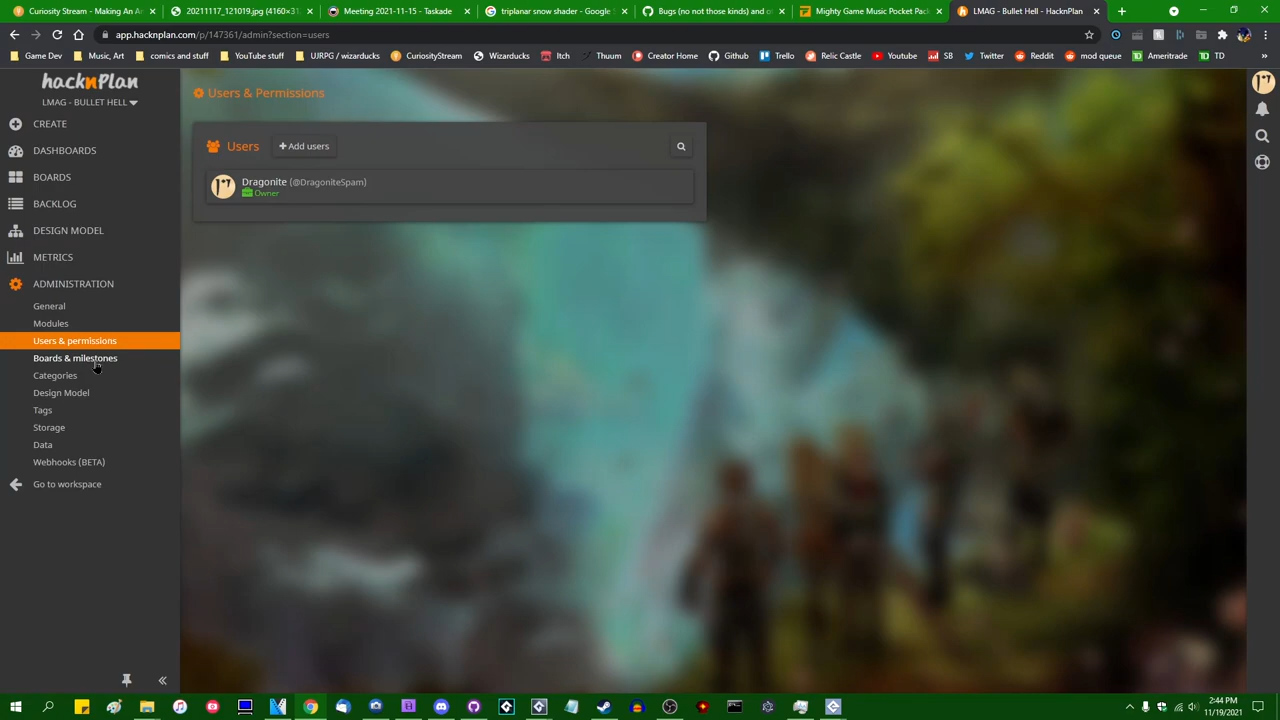 Curiosity Stream - Making An A
20211117_121019.jpg (4160×31
Meeting 2021-11-15 - Taskade
triplanar snow shader - Google S
Bugs (no not those kinds) and o
Mighty Game Music Pocket Pack
LMAG - Bullet Hell - HacknPlan
app.hacknplan.com/p/147361/admin?section=users
Game Dev
Music, Art
comics and stuff
YouTube stuff
UJRPG / wizarducks
CuriosityStream
Wizarducks
Itch
Thuum
Creator Home
Github
Trello
Relic Castle
Youtube
SB
Twitter
Reddit
mod queue
Ameritrade
TD
hacknPlan
LMAG - BULLET HELL
CREATE
DASHBOARDS
BOARDS
BACKLOG
DESIGN MODEL
METRICS
ADMINISTRATION
General
Modules
Users & permissions
Boards & milestones
Categories
Design Model
Tags
Storage
Data
Webhooks (BETA)
Go to workspace
Users & Permissions
Users
+ Add users
Dragonite (@DragoniteSpam)
Owner
2:44 PM
11/19/2021